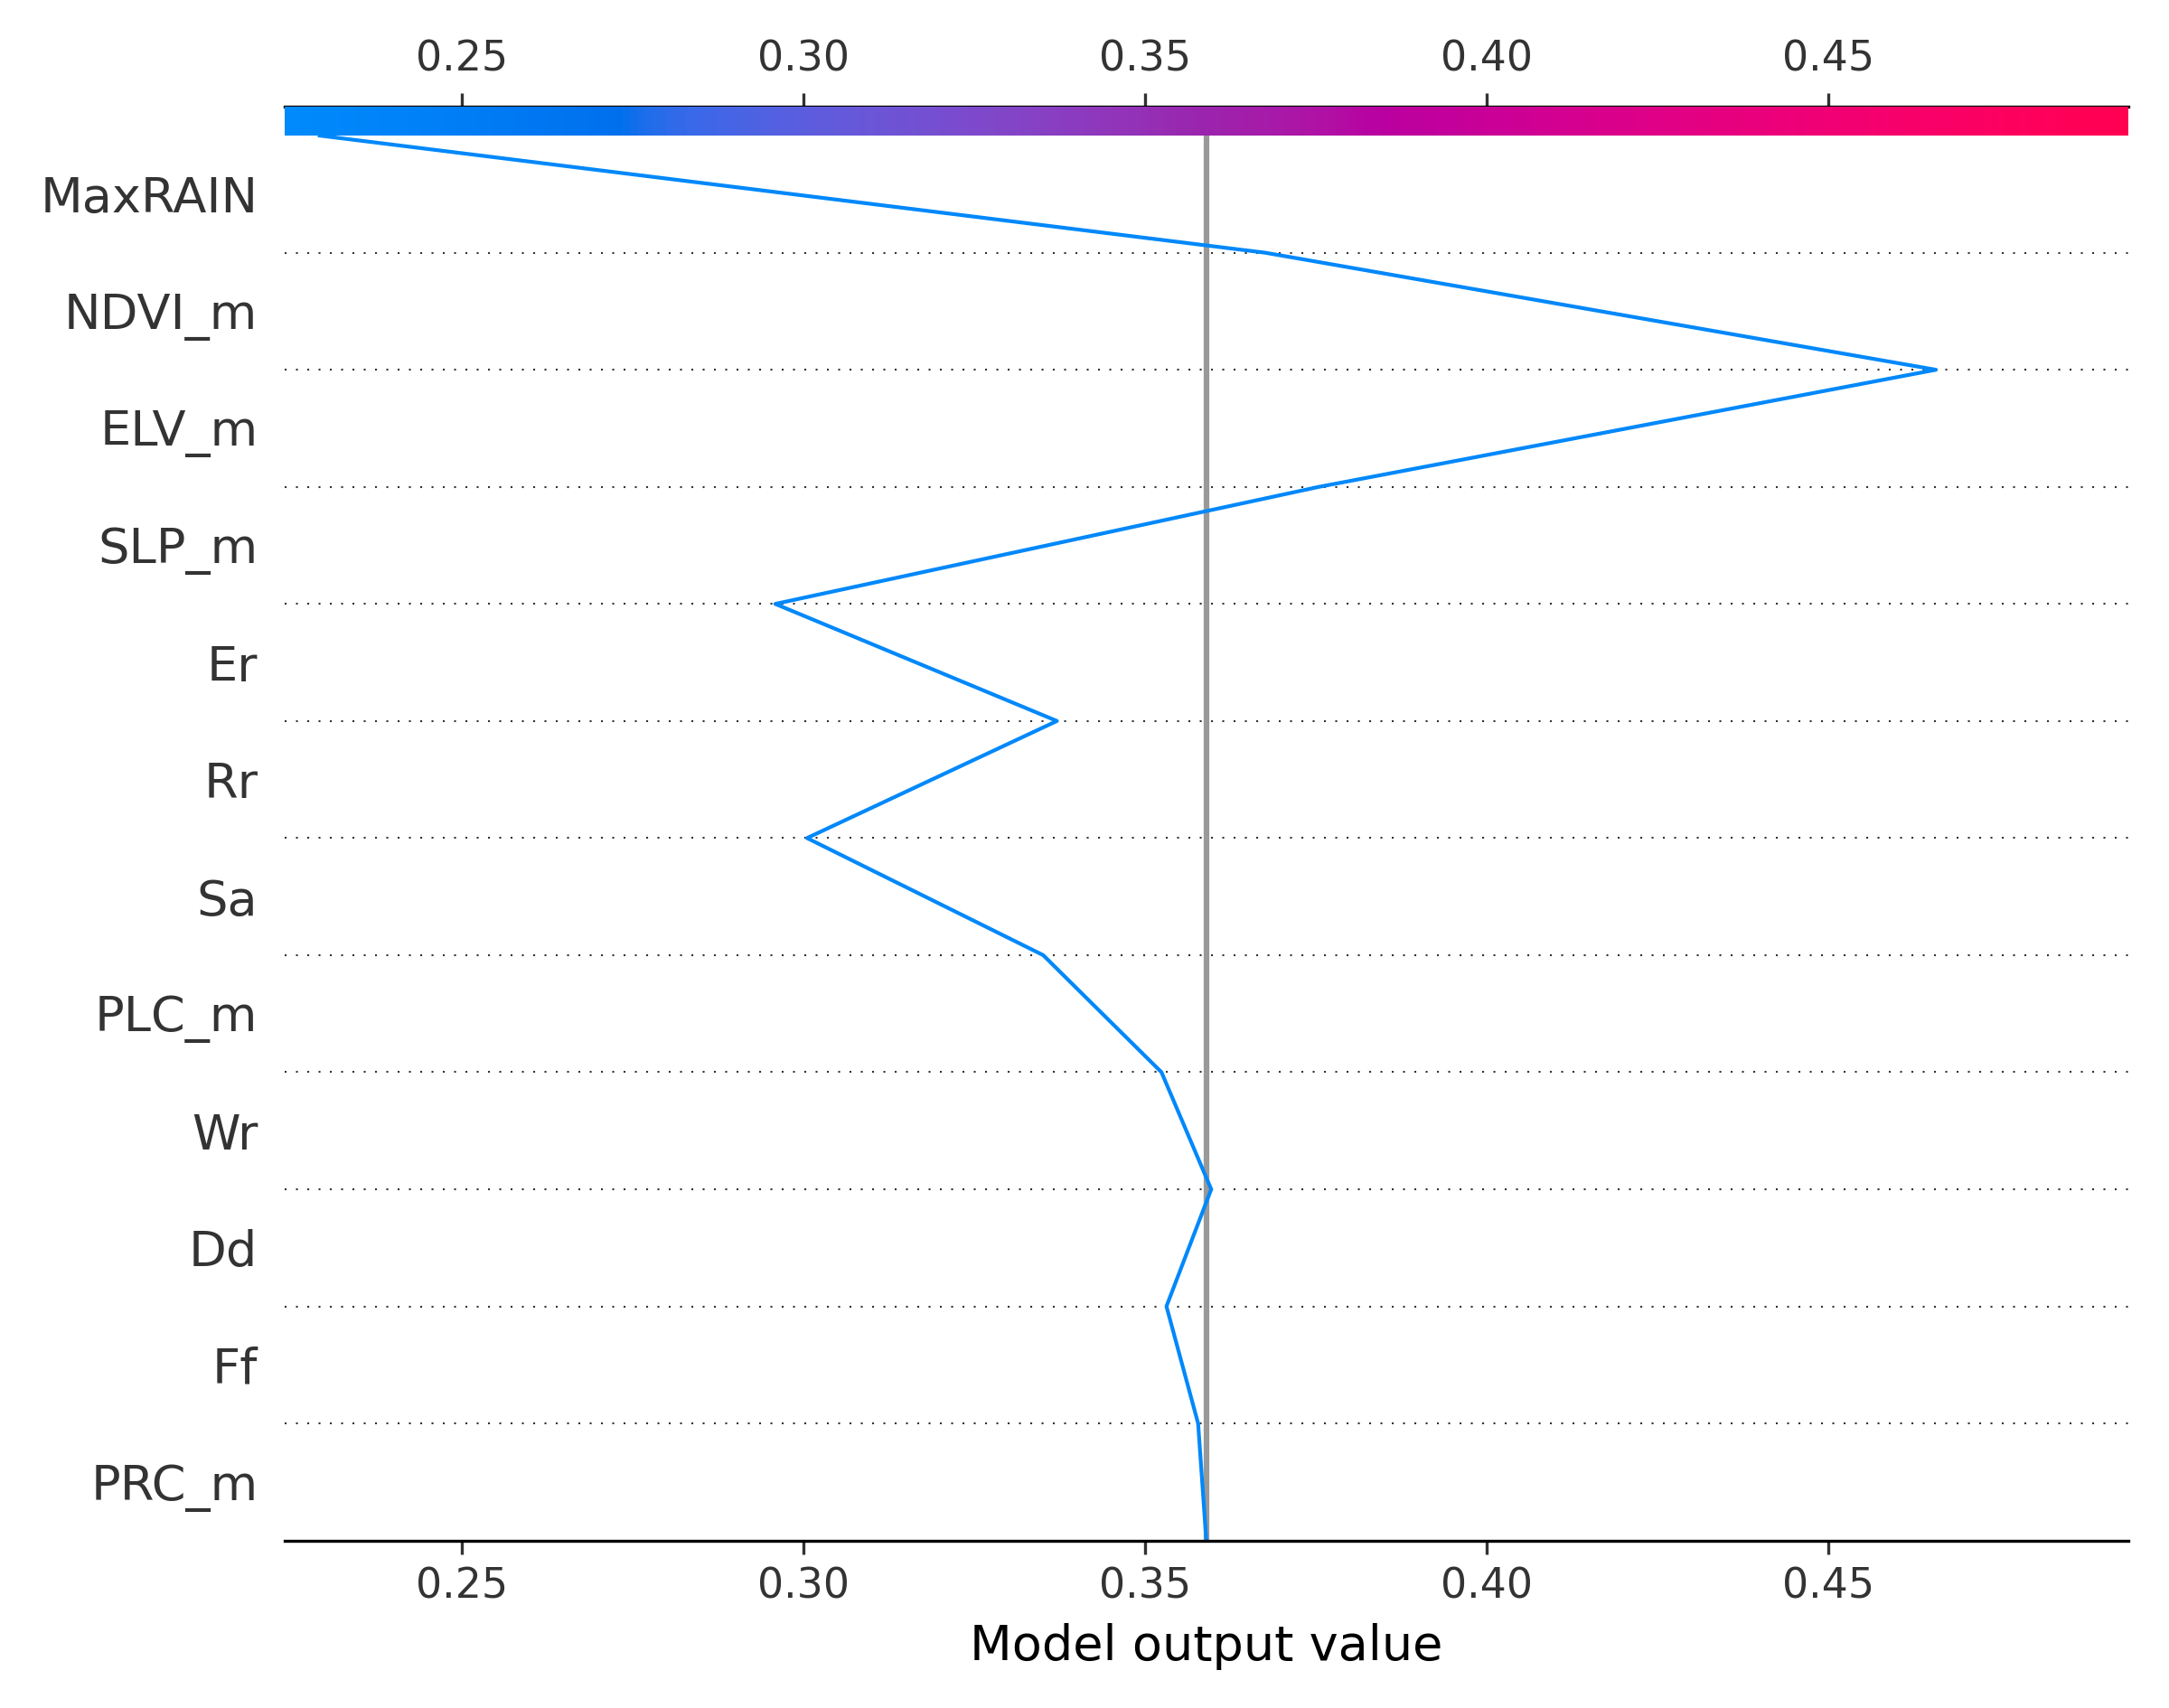 0.25 0.30 0.35 0.40 0.45
MaxRAIN
NDVI_m
ELV_m
SLP_m
Er
Rr
Sa
PLC_m
Wr
Dd
Ff
PRC_m
0.25 0.30 0.35 0.40 0.45
Model output value